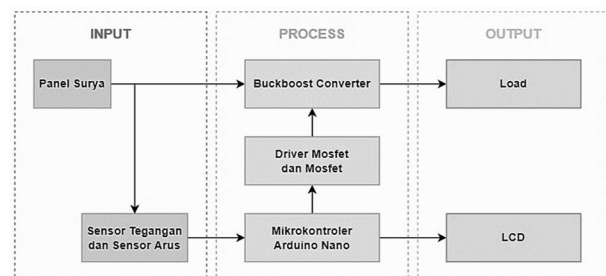 INPUT
PROCESS
OUTPUT
Panel Surya
Buckboost Converter
Load
Driver Mosfet
dan Mosfet
Sensor Tegangan
dan Sensor Arus
Mikrokontroler
Arduino Nano
LCD